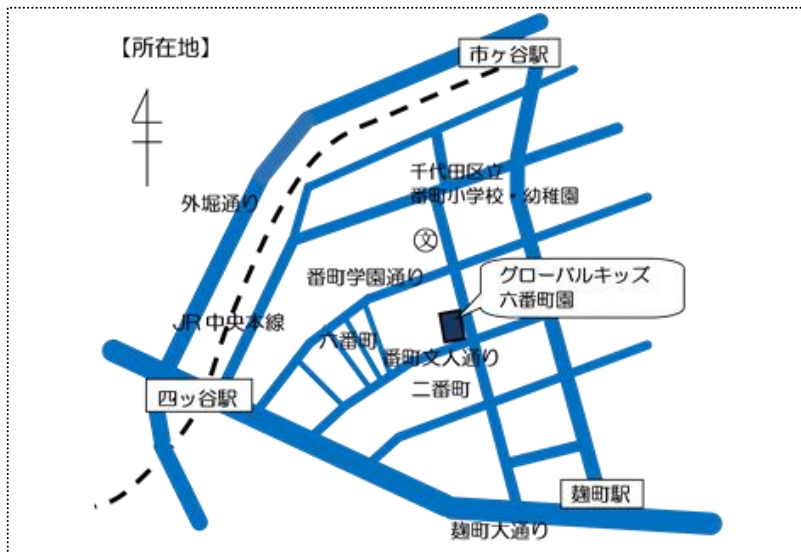 【所在地】
市ヶ谷駅
千代田区立
番町小学校・幼稚園
外堀通り
文
番町学園通り
グローバルキッズ
六番町園
JR中央本線
六番町
番町文人通り
二番町
四ッ谷駅
麹町駅
麹町大通り